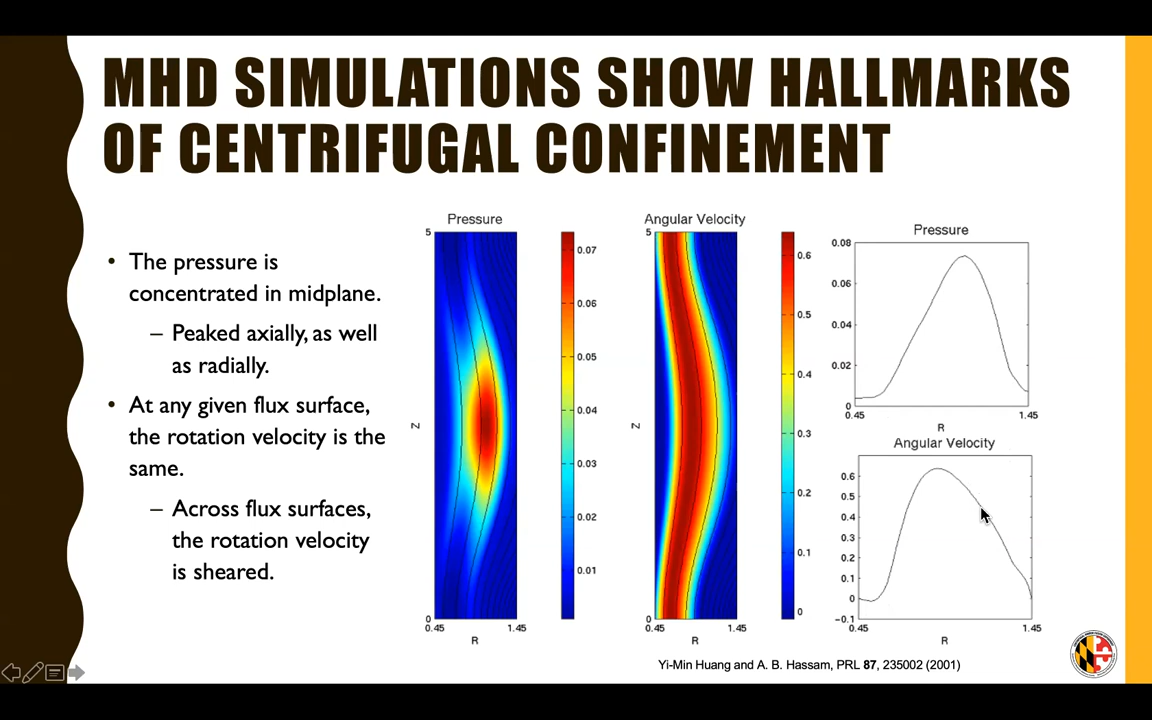 MHD SIMULATIONS SHOW HALLMARKS
OF CENTRIFUGAL CONFINEMENT
• The pressure is
concentrated in midplane.
– Peaked axially, as well
as radially.
• At any given flux surface,
the rotation velocity is the
same.
– Across flux surfaces,
the rotation velocity
is sheared.
Pressure
5
Z
0
0.45 1.45
R
0.07
0.06
0.05
0.04
0.03
0.02
0.01
Angular Velocity
5
Z
0
0.45 1.45
R
0.6
0.5
0.4
0.3
0.2
0.1
0
Pressure
0.08
0.06
0.04
0.02
0
0.45 1.45
R
Angular Velocity
0.6
0.5
0.4
0.3
0.2
0.1
0
−0.1
0.45 1.45
R
Yi-Min Huang and A. B. Hassam, PRL 87, 235002 (2001)